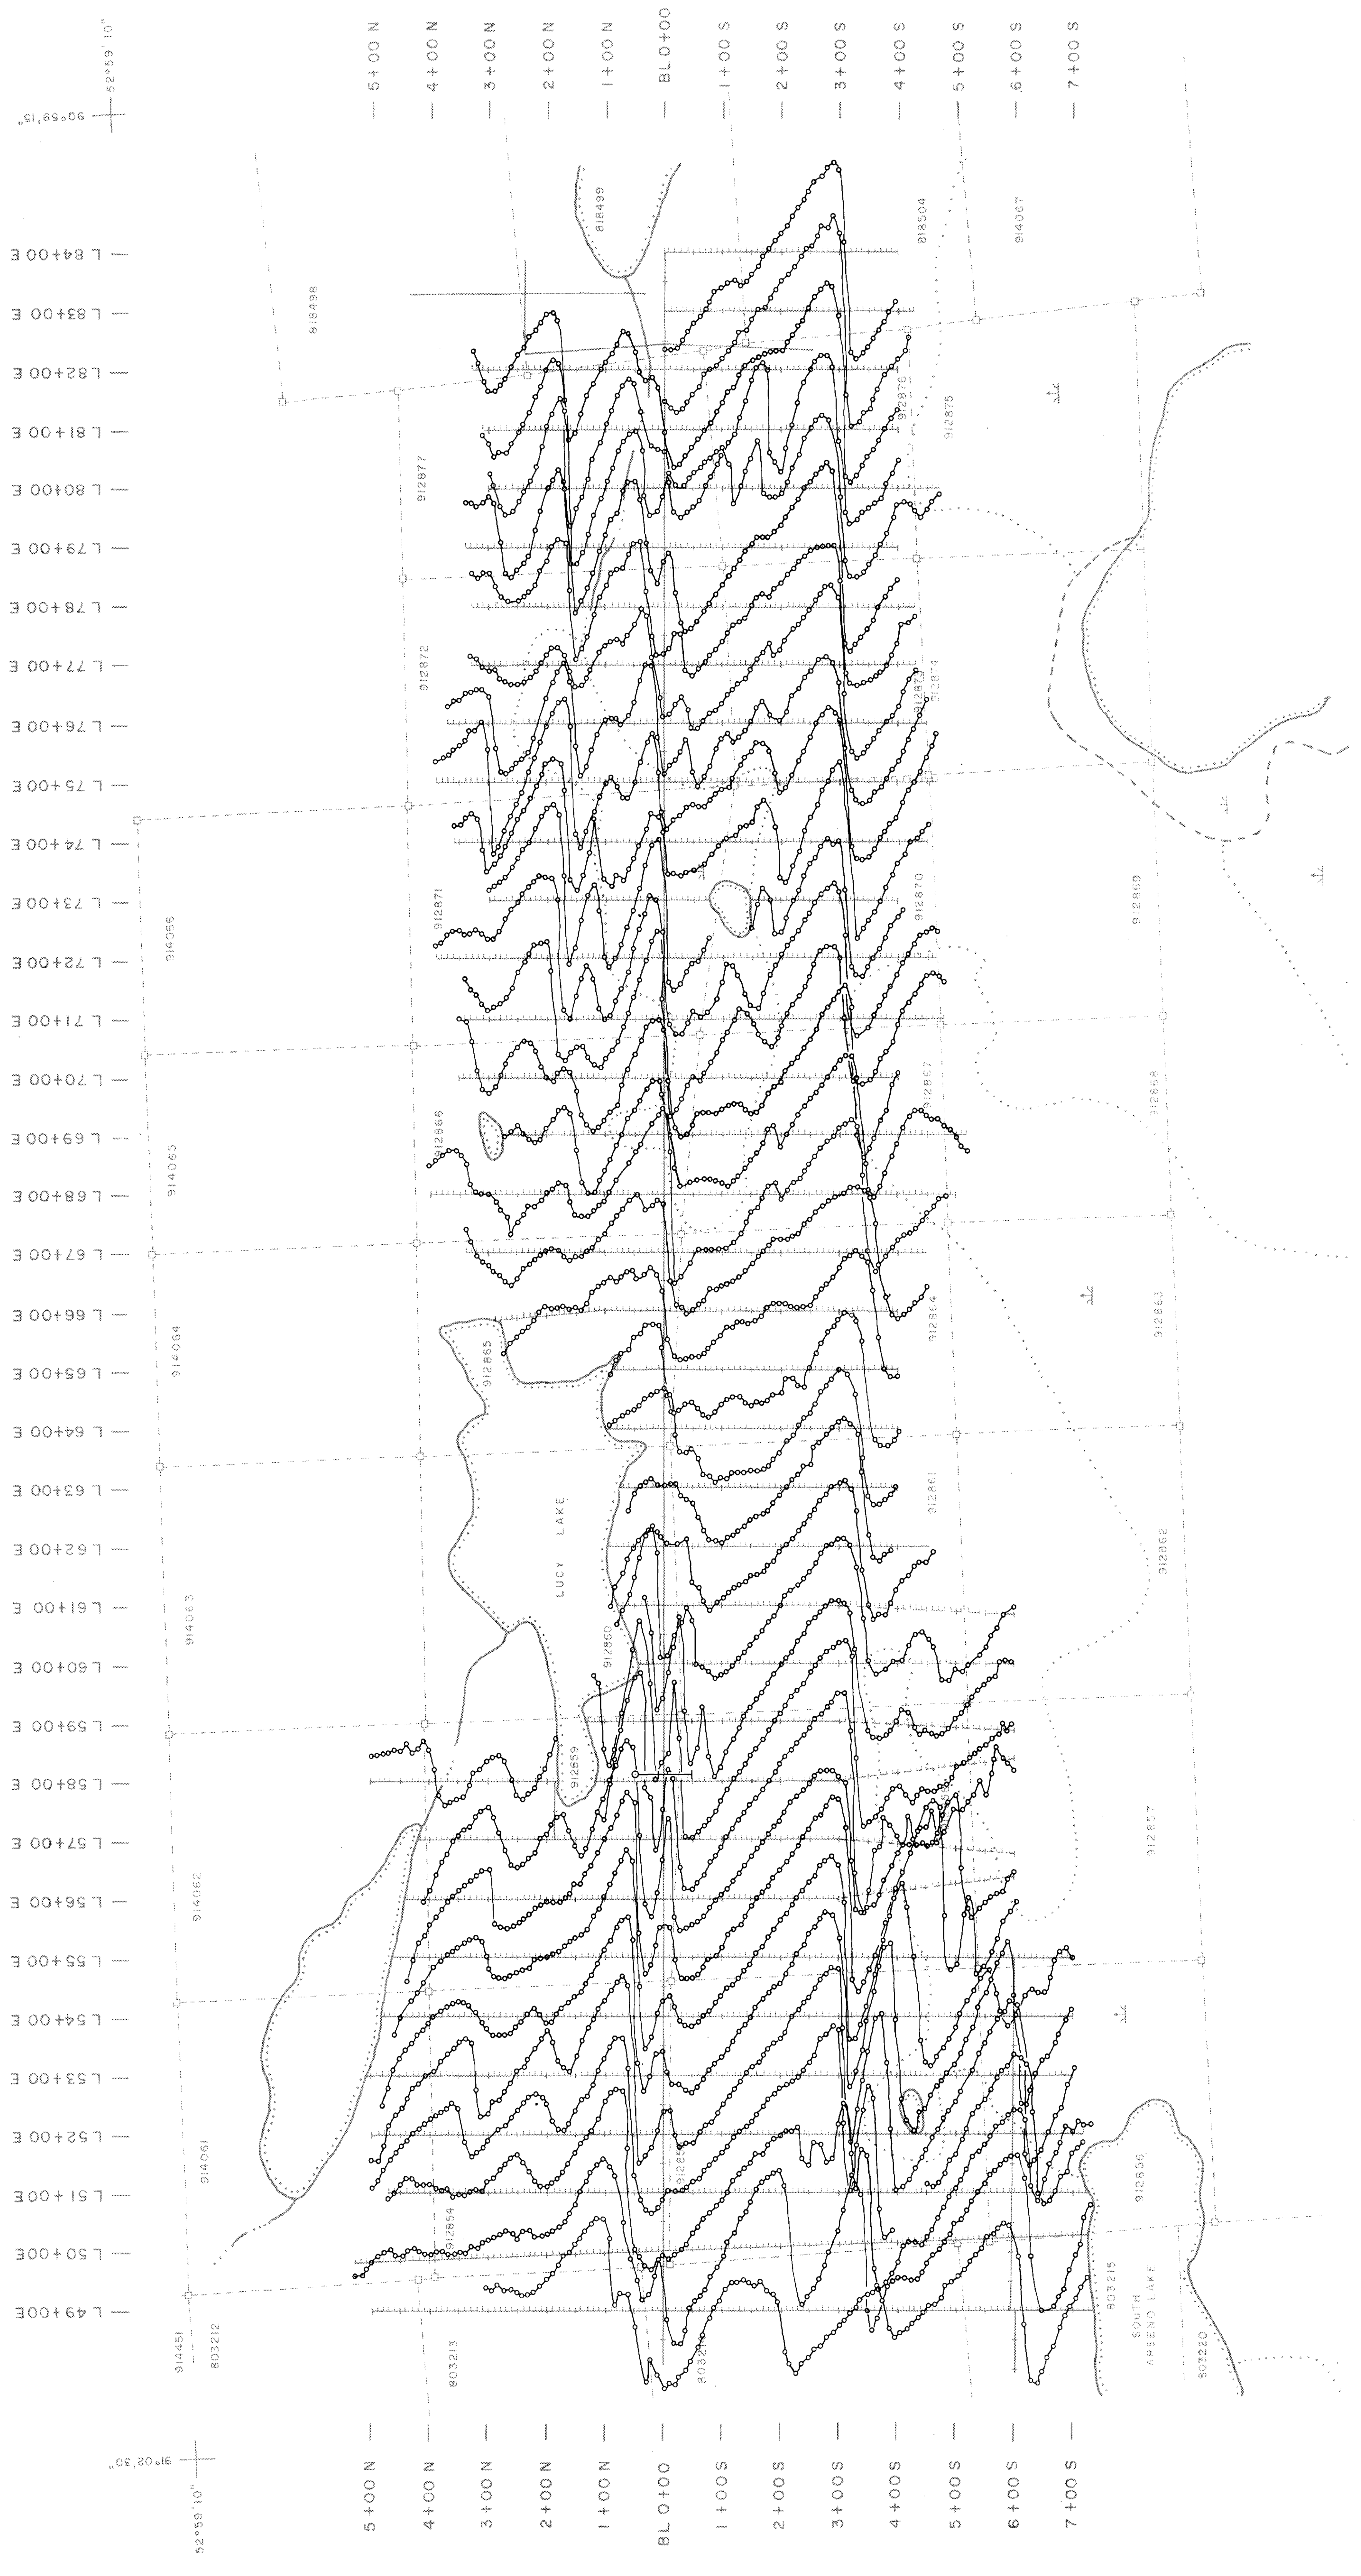 52°59'10"
90°59'15"
5+00 N
4+00 N
3+00 N
2+00 N
1+00 N
BL 0+00
1+00 S
2+00 S
3+00 S
4+00 S
5+00 S
6+00 S
7+00 S
L 84+00 E
L 83+00 E
L 82+00 E
L 81+00 E
L 80+00 E
L 79+00 E
L 78+00 E
L 77+00 E
L 76+00 E
L 75+00 E
L 74+00 E
L 73+00 E
L 72+00 E
L 71+00 E
L 70+00 E
L 69+00 E
L 68+00 E
L 67+00 E
L 66+00 E
L 65+00 E
L 64+00 E
L 63+00 E
L 62+00 E
L 61+00 E
L 60+00 E
L 59+00 E
L 58+00 E
L 57+00 E
L 56+00 E
L 55+00 E
L 54+00 E
L 53+00 E
L 52+00 E
L 51+00 E
L 50+00E
L 49+00E
818499
818504
914067
818498
912876
912875
912877
912872
912874
912871
912870
912869
914066
912867
912868
912866
914065
912864
912863
912865
914064
912861
912862
LUCY LAKE
914063
912860
912859
912857
914062
914061
912856
912854
803215
SOUTH
ARSENO LAKE
803220
914451
803212
803213
91°02'30"
52°59'10"
5+00 N
4+00 N
3+00 N
2+00 N
1+00 N
BL 0+00
1+00 S
2+00 S
3+00 S
4+00 S
5+00 S
6+00 S
7+00 S